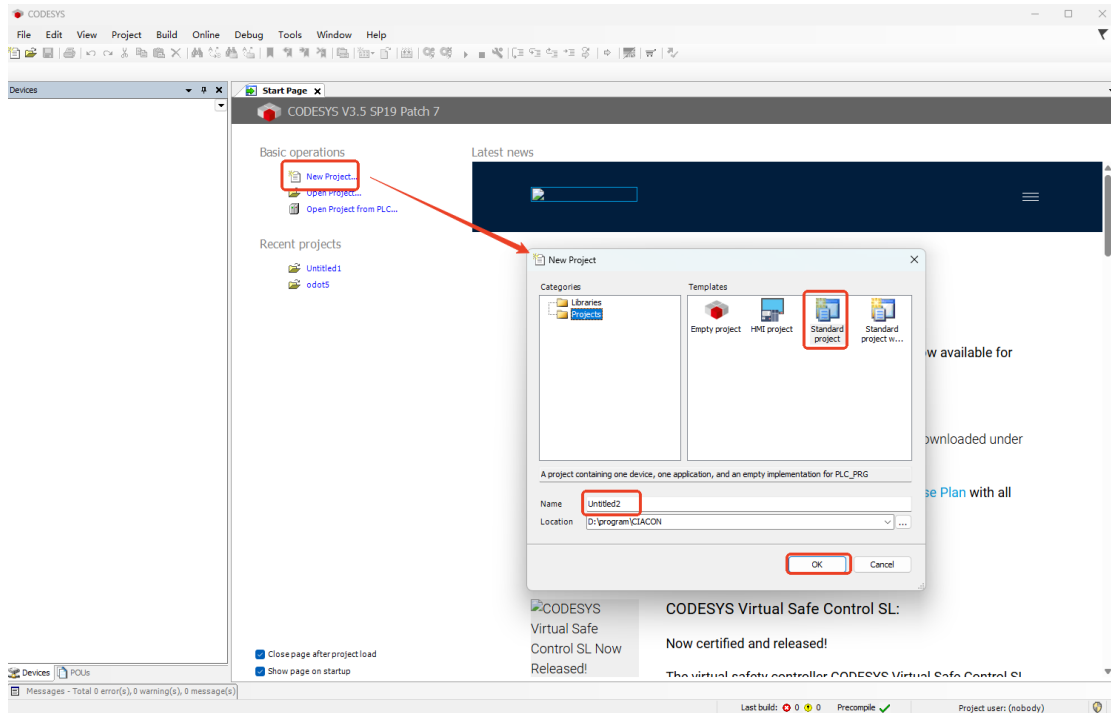 CODESYS
File Edit View Project Build Online Debug Tools Window Help
Devices
Start Page
CODESYS V3.5 SP19 Patch 7
Basic operations
New Project...
Open Project...
Open Project from PLC...
Recent projects
Untitled1
odot5
Latest news
New Project
Categories
Libraries
Projects
Templates
Empty project
HMI project
Standard
project
Standard
project w...
A project containing one device, one application, and an empty implementation for PLC_PRG
Name Untitled2
Location D:\program\CIACON
...
OK Cancel
available for
ownloaded under
Plan with all
CODESYS
Virtual Safe
Control SL Now
Released!
CODESYS Virtual Safe Control SL:
Now certified and released!
The virtual safety controller CODESYS Virtual Safe Control SL
Close page after project load
Show page on startup
Devices POUs
Messages - Total 0 error(s), 0 warning(s), 0 message(s)
Last build: 0 0 Precompile Project user: (nobody)